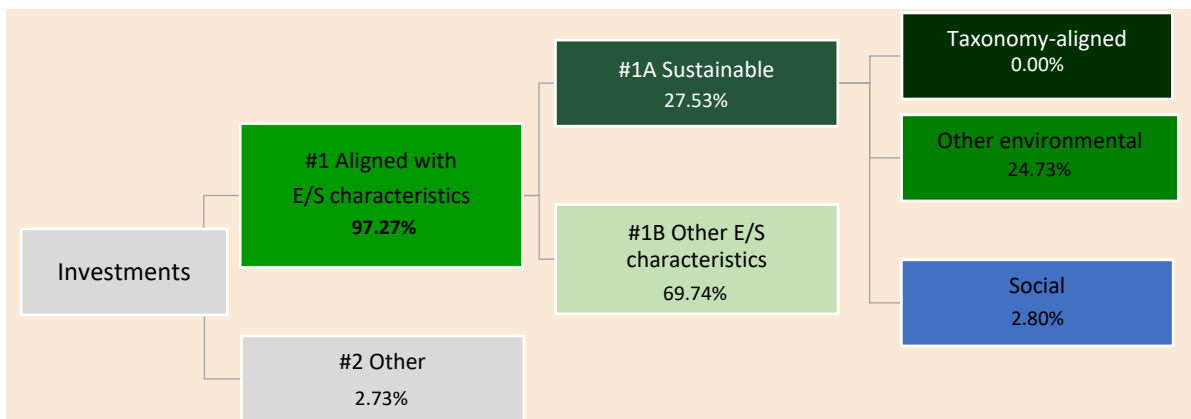 Investments
#1 Aligned with
E/S characteristics
97.27%
#2 Other
2.73%
#1A Sustainable
27.53%
#1B Other E/S
characteristics
69.74%
Taxonomy-aligned
0.00%
Other environmental
24.73%
Social
2.80%